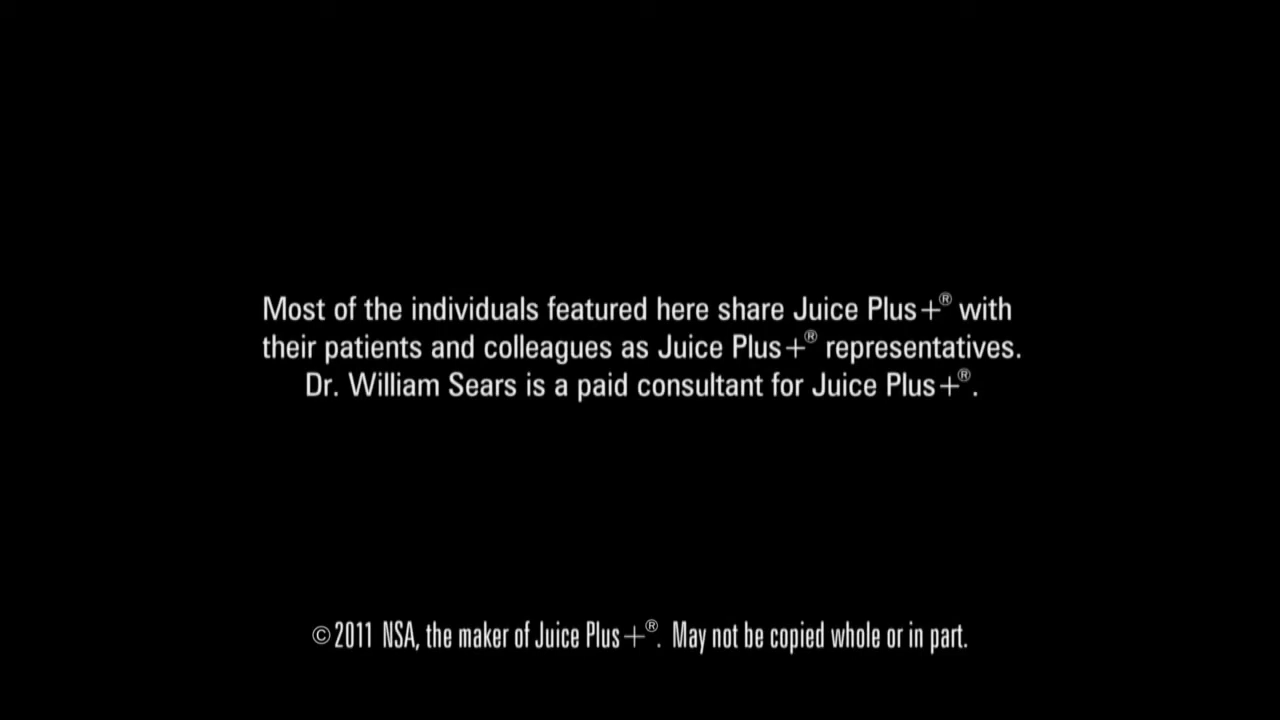 Most of the individuals featured here share Juice Plus+® with
their patients and colleagues as Juice Plus+® representatives.
Dr. William Sears is a paid consultant for Juice Plus+®.
©2011 NSA, the maker of Juice Plus+®. May not be copied whole or in part.